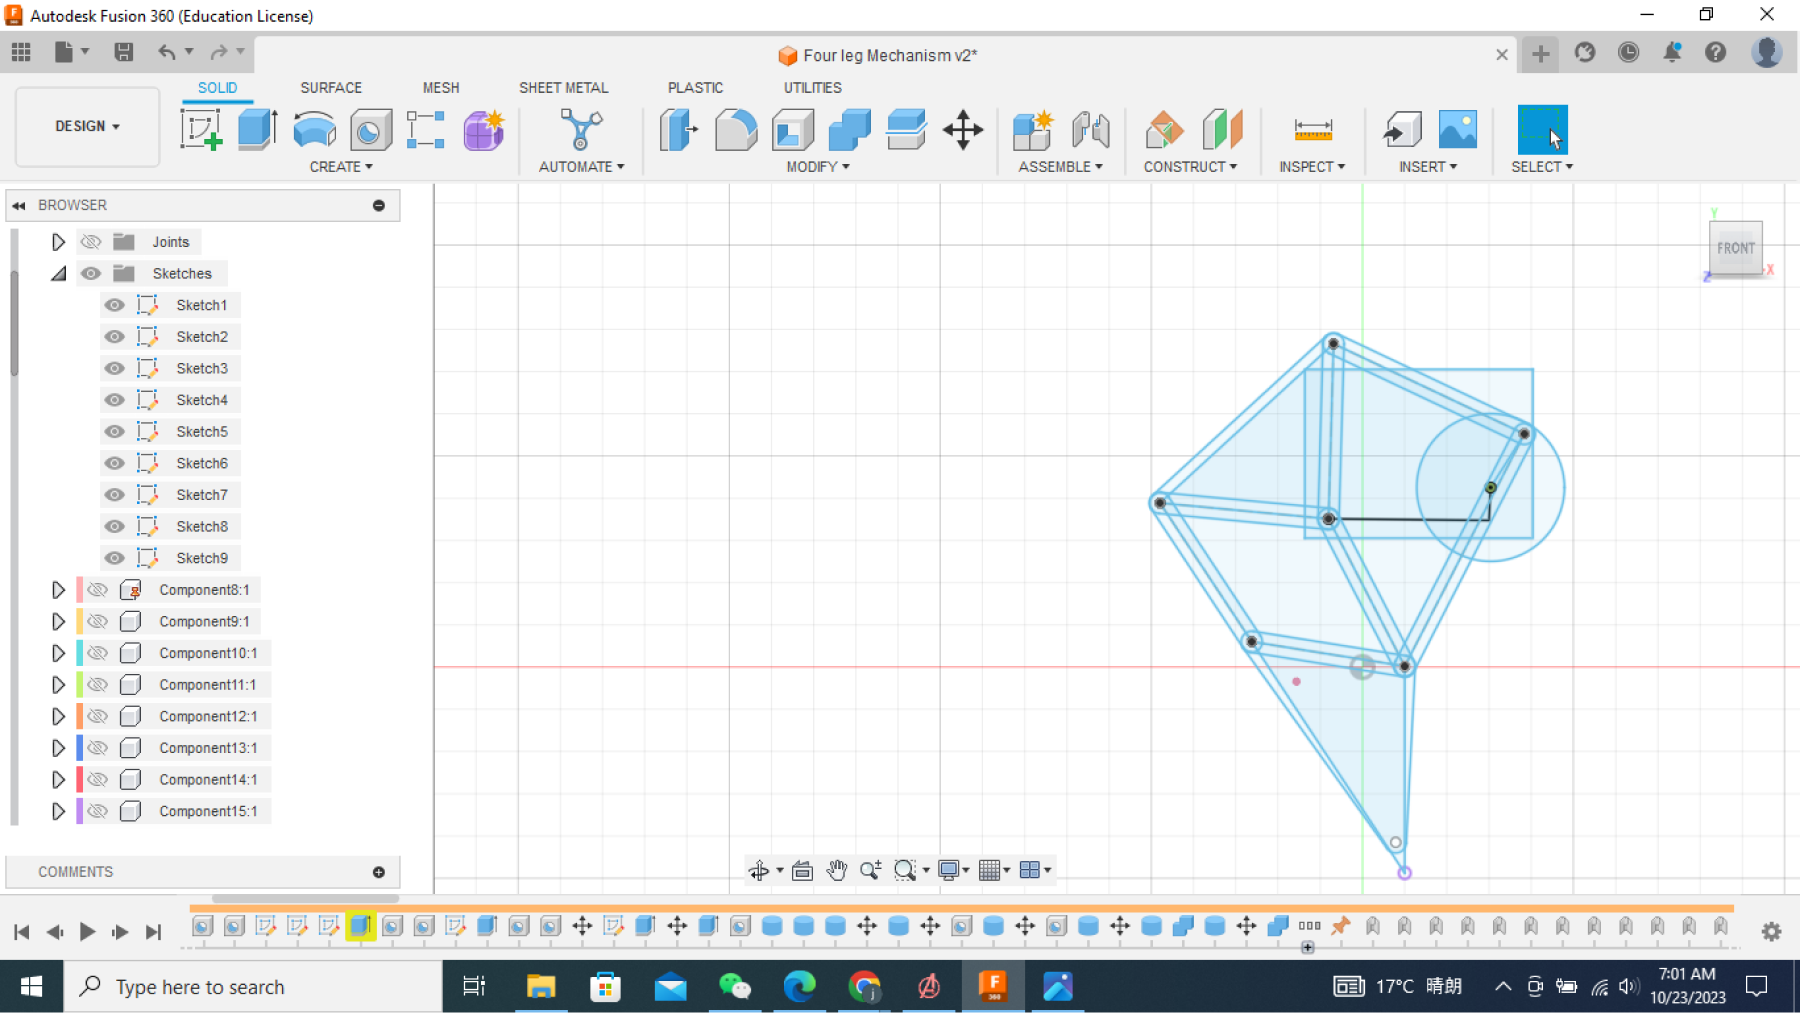 Autodesk Fusion 360 (Education License)
Four leg Mechanism v2*
SOLID SURFACE MESH SHEET METAL PLASTIC UTILITIES
DESIGN
CREATE AUTOMATE MODIFY ASSEMBLE CONSTRUCT INSPECT INSERT SELECT
BROWSER
Joints
Sketches
Sketch1
Sketch2
Sketch3
Sketch4
Sketch5
Sketch6
Sketch7
Sketch8
Sketch9
Component8:1
Component9:1
Component10:1
Component11:1
Component12:1
Component13:1
Component14:1
Component15:1
Y
FRONT
Z
X
COMMENTS
Type here to search
F
360
17°C 晴朗
7:01 AM
10/23/2023